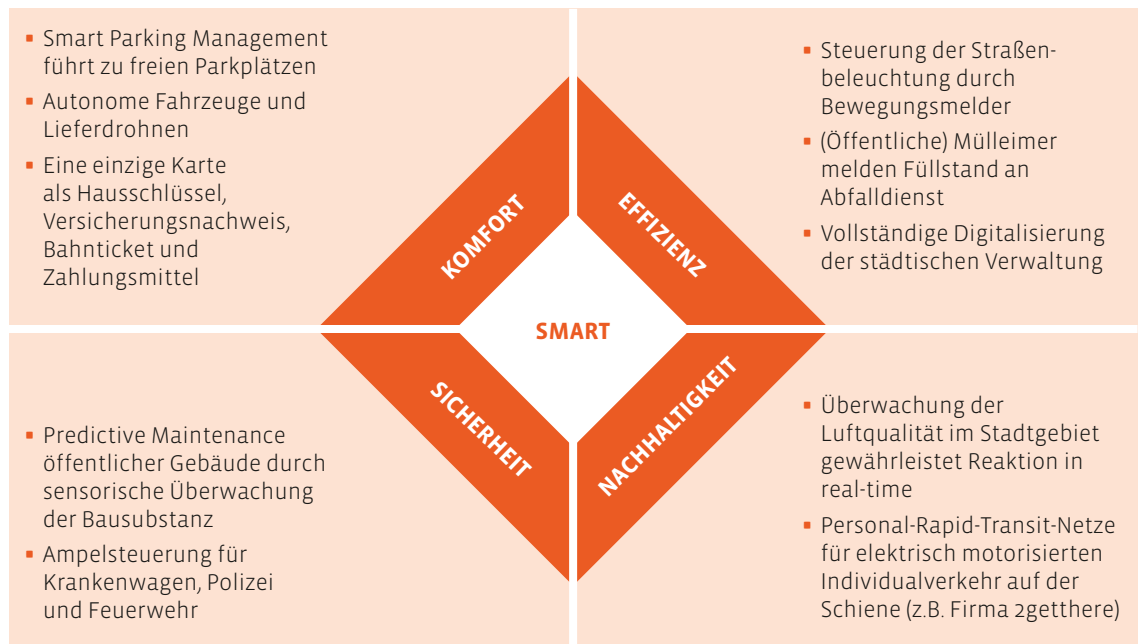 ▪ Smart Parking Management
führt zu freien Parkplätzen
▪ Autonome Fahrzeuge und
Lieferdrohnen
▪ Eine einzige Karte
als Hausschlüssel,
Versicherungsnachweis,
Bahnticket und
Zahlungsmittel
KOMFORT
▪ Steuerung der Straßen-
beleuchtung durch
Bewegungsmelder
▪ (Öffentliche) Mülleimer
melden Füllstand an
Abfalldienst
▪ Vollständige Digitalisierung
der städtischen Verwaltung
EFFIZIENZ
SMART
▪ Predictive Maintenance
öffentlicher Gebäude durch
sensorische Überwachung
der Bausubstanz
▪ Ampelsteuerung für
Krankenwagen, Polizei
und Feuerwehr
SICHERHEIT
▪ Überwachung der
Luftqualität im Stadtgebiet
gewährleistet Reaktion in
real-time
▪ Personal-Rapid-Transit-Netze
für elektrisch motorisierten
Individualverkehr auf der
Schiene (z.B. Firma 2getthere)
NACHHALTIGKEIT